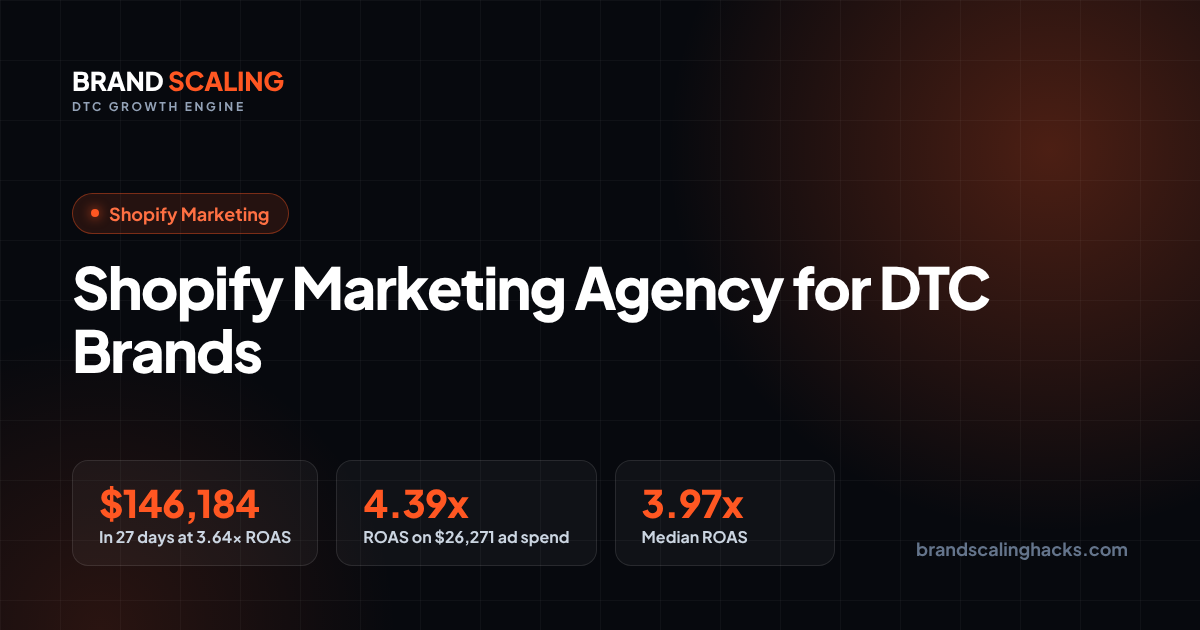 BRAND SCALING
DTC GROWTH ENGINE
Shopify Marketing
Shopify Marketing Agency for DTC
Brands
$146,184
In 27 days at 3.64× ROAS
4.39x
ROAS on $26,271 ad spend
3.97x
Median ROAS
brandscalinghacks.com